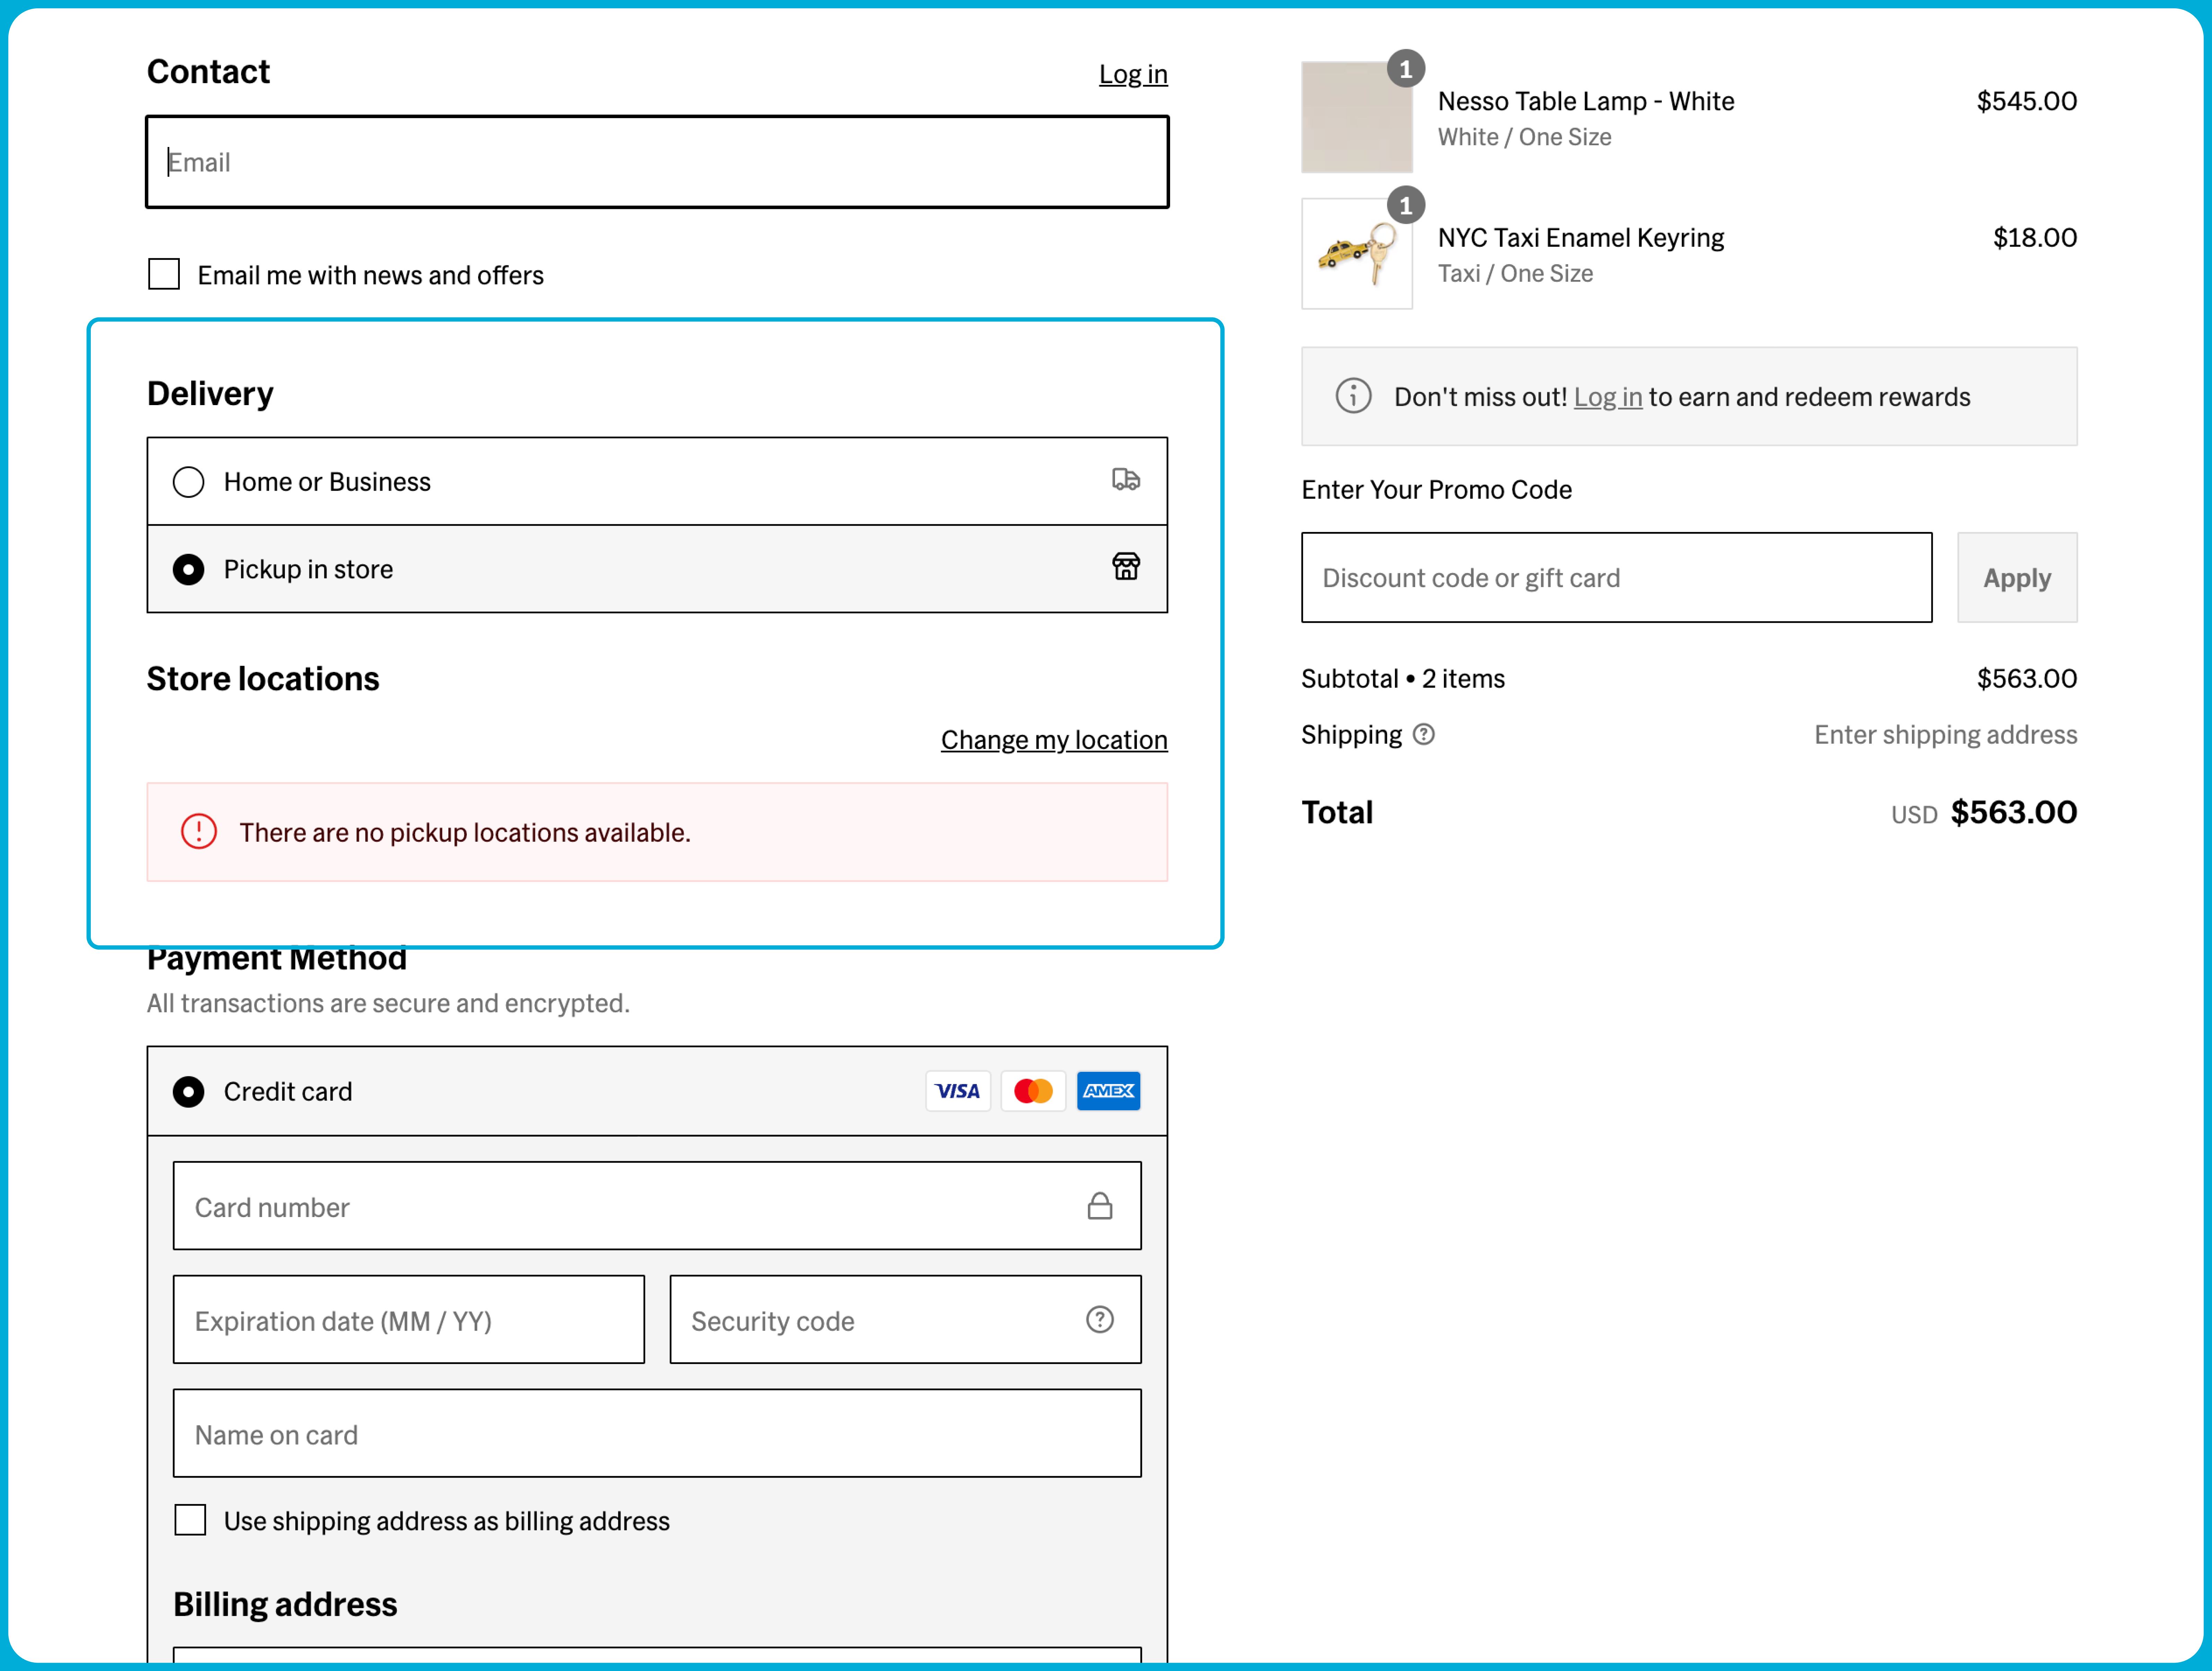 Contact
Log in
Email
Email me with news and offers
Delivery
Home or Business
Pickup in store
Store locations
Change my location
There are no pickup locations available.
Payment Method
All transactions are secure and encrypted.
Credit card
VISA
AMEX
Card number
Expiration date (MM / YY)
Security code
Name on card
Use shipping address as billing address
Billing address
1
Nesso Table Lamp - White
$545.00
White / One Size
1
NYC Taxi Enamel Keyring
$18.00
Taxi / One Size
Don't miss out! Log in to earn and redeem rewards
Enter Your Promo Code
Discount code or gift card
Apply
Subtotal • 2 items
$563.00
Shipping
Enter shipping address
Total
USD $563.00